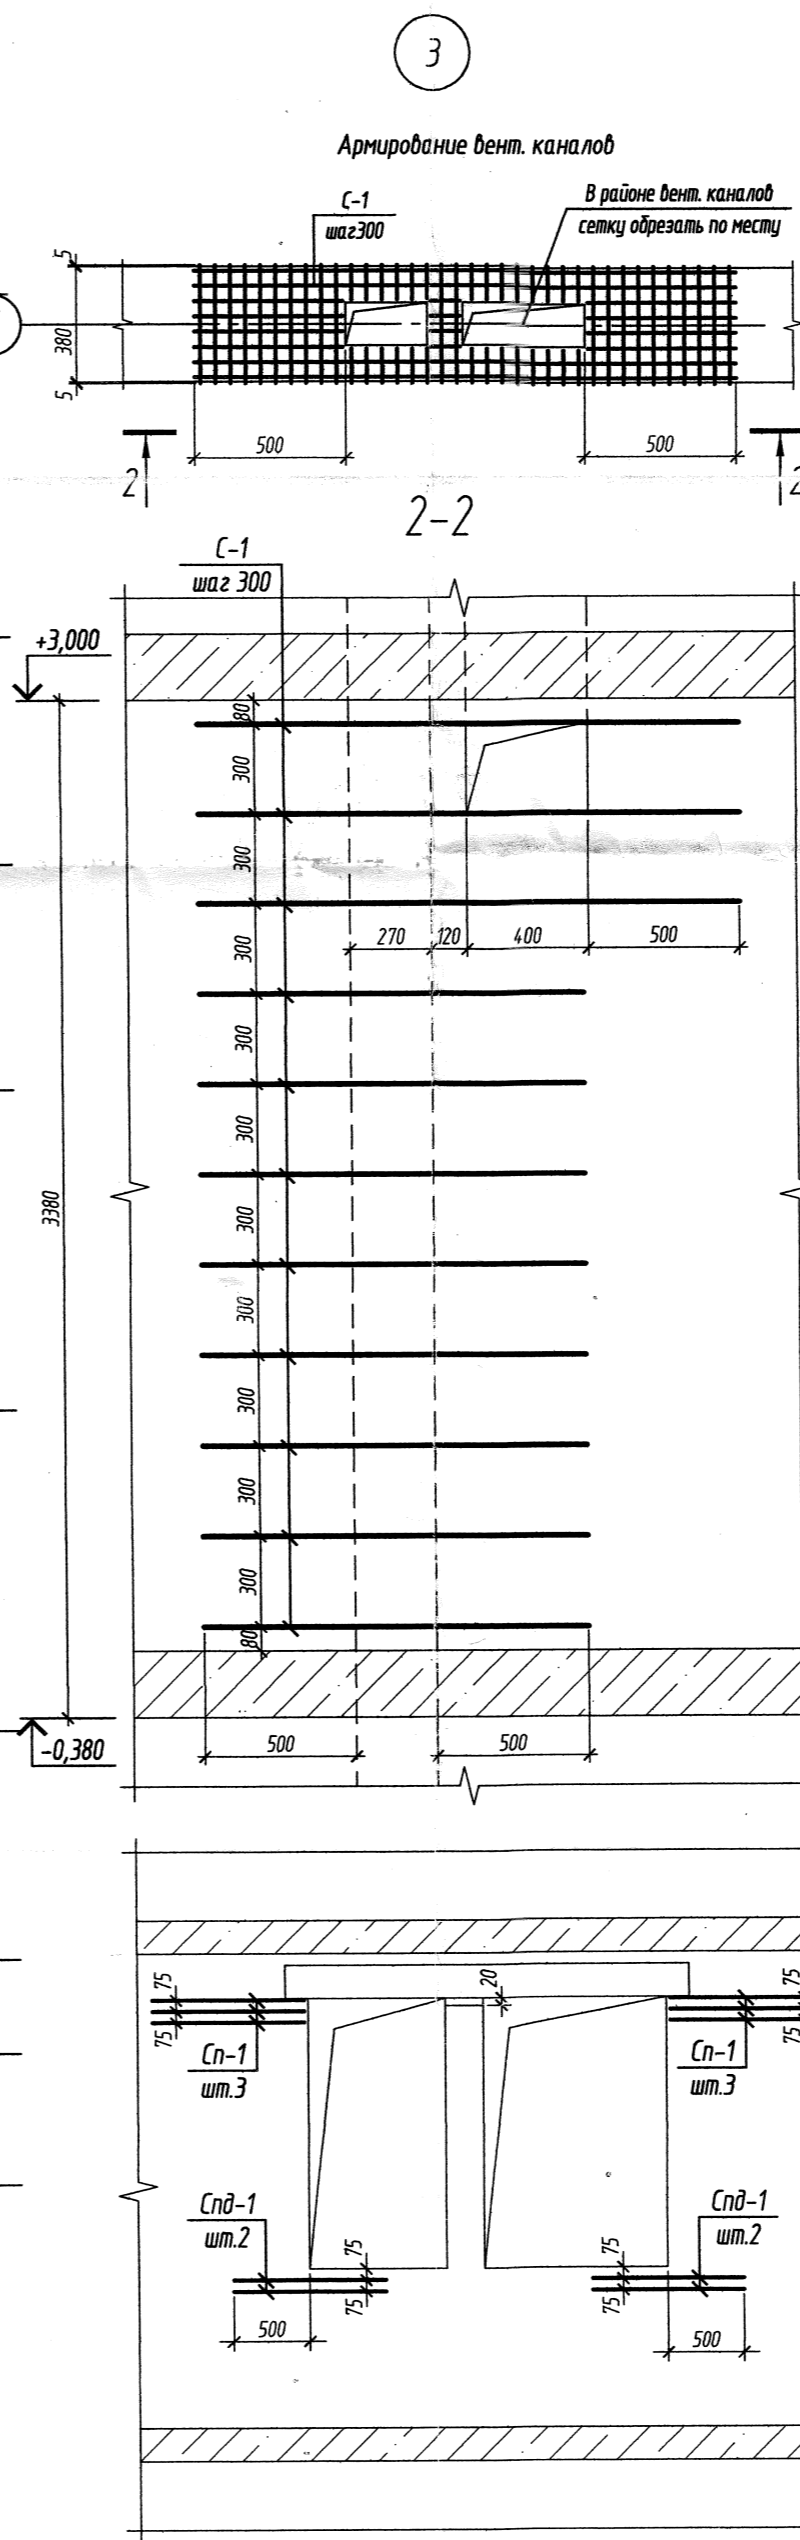 3
Армирование вент. каналов
С-1
шаг300
В районе вент. каналов
сетку обрезать по месту
5
380
5
500
500
2
2
2-2
С-1
шаг 300
+3,000
80
300
300
270
120
400
500
300
300
300
3380
300
300
300
300
300
80
-0,380
500
500
75
75
20
75
75
Сп-1
шт.3
Сп-1
шт.3
Спд-1
шт.2
Спд-1
шт.2
75
75
75
75
500
500